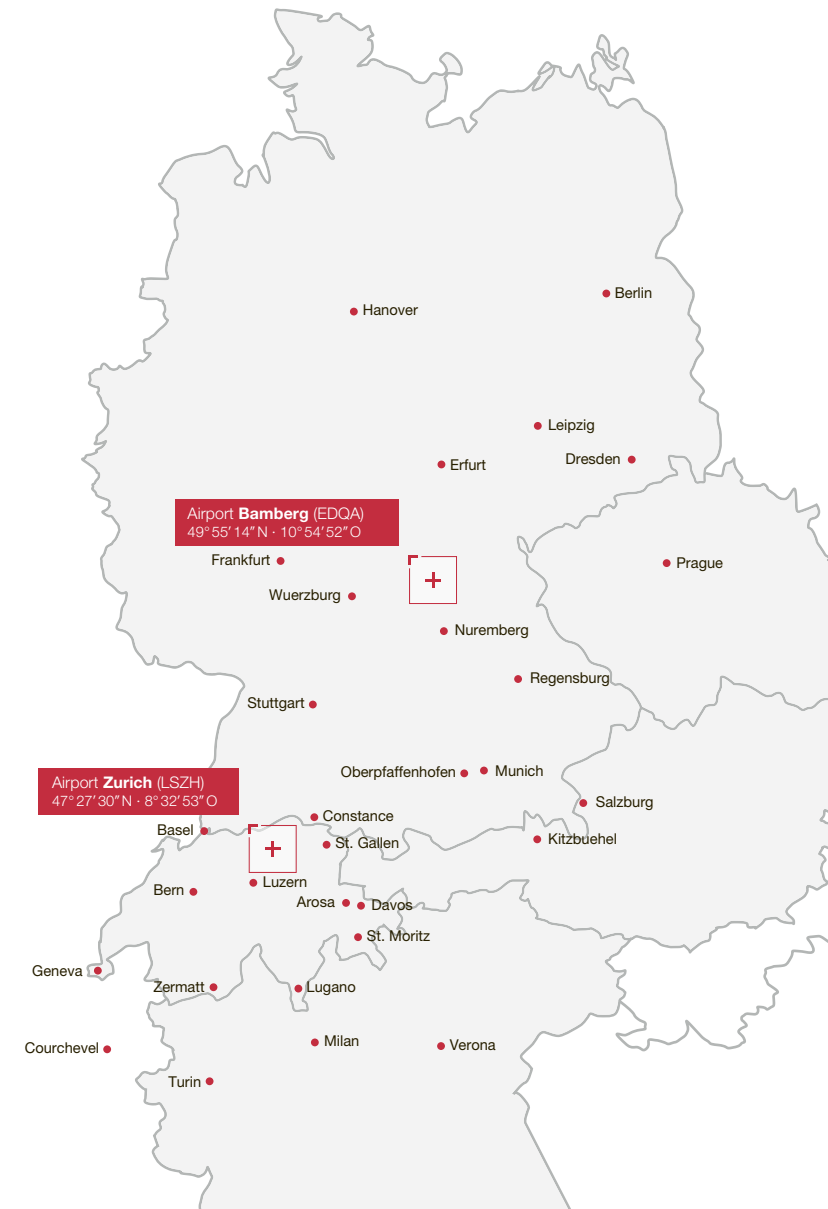 Berlin
Hanover
Leipzig
Dresden
Erfurt
Airport Bamberg (EDQA)
49° 55′ 14″ N · 10° 54′ 52″ O
Frankfurt
Prague
Wuerzburg
Nuremberg
Regensburg
Stuttgart
Oberpfaffenhofen
Munich
Airport Zurich (LSZH)
47° 27′ 30″ N · 8° 32′ 53″ O
Salzburg
Constance
Basel
Kitzbuehel
St. Gallen
Luzern
Bern
Arosa
Davos
St. Moritz
Geneva
Zermatt
Lugano
Milan
Verona
Courchevel
Turin